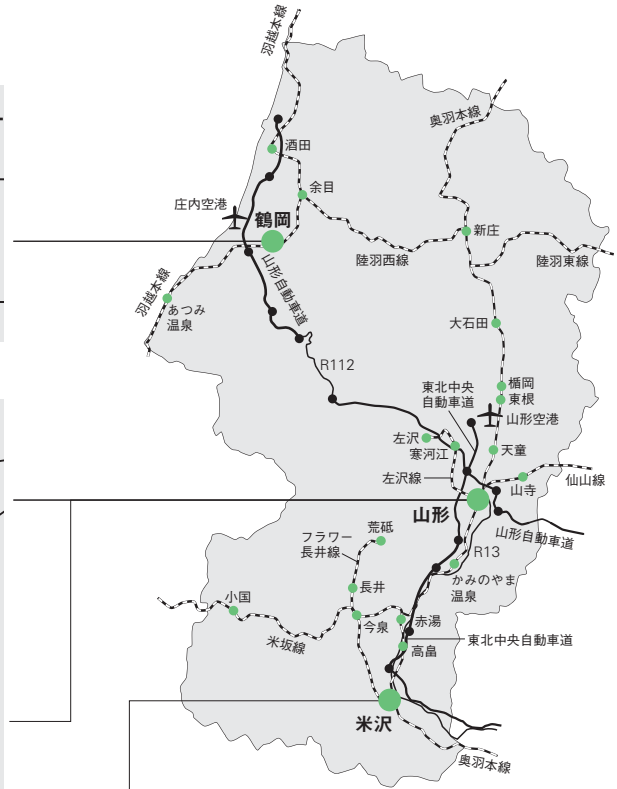 羽越本線
奥羽本線
酒田
余目
庄内空港
鶴岡
新庄
陸羽西線
陸羽東線
羽越本線
あつみ
温泉
山形自動車道
大石田
R112
楯岡
東根
東北中央
自動車道
山形空港
左沢
寒河江
天童
左沢線
山寺
仙山線
山形
山形自動車道
フラワー
長井線
荒砥
R13
かみのやま
温泉
長井
小国
今泉
赤湯
米坂線
高畠
東北中央自動車道
米沢
奥羽本線